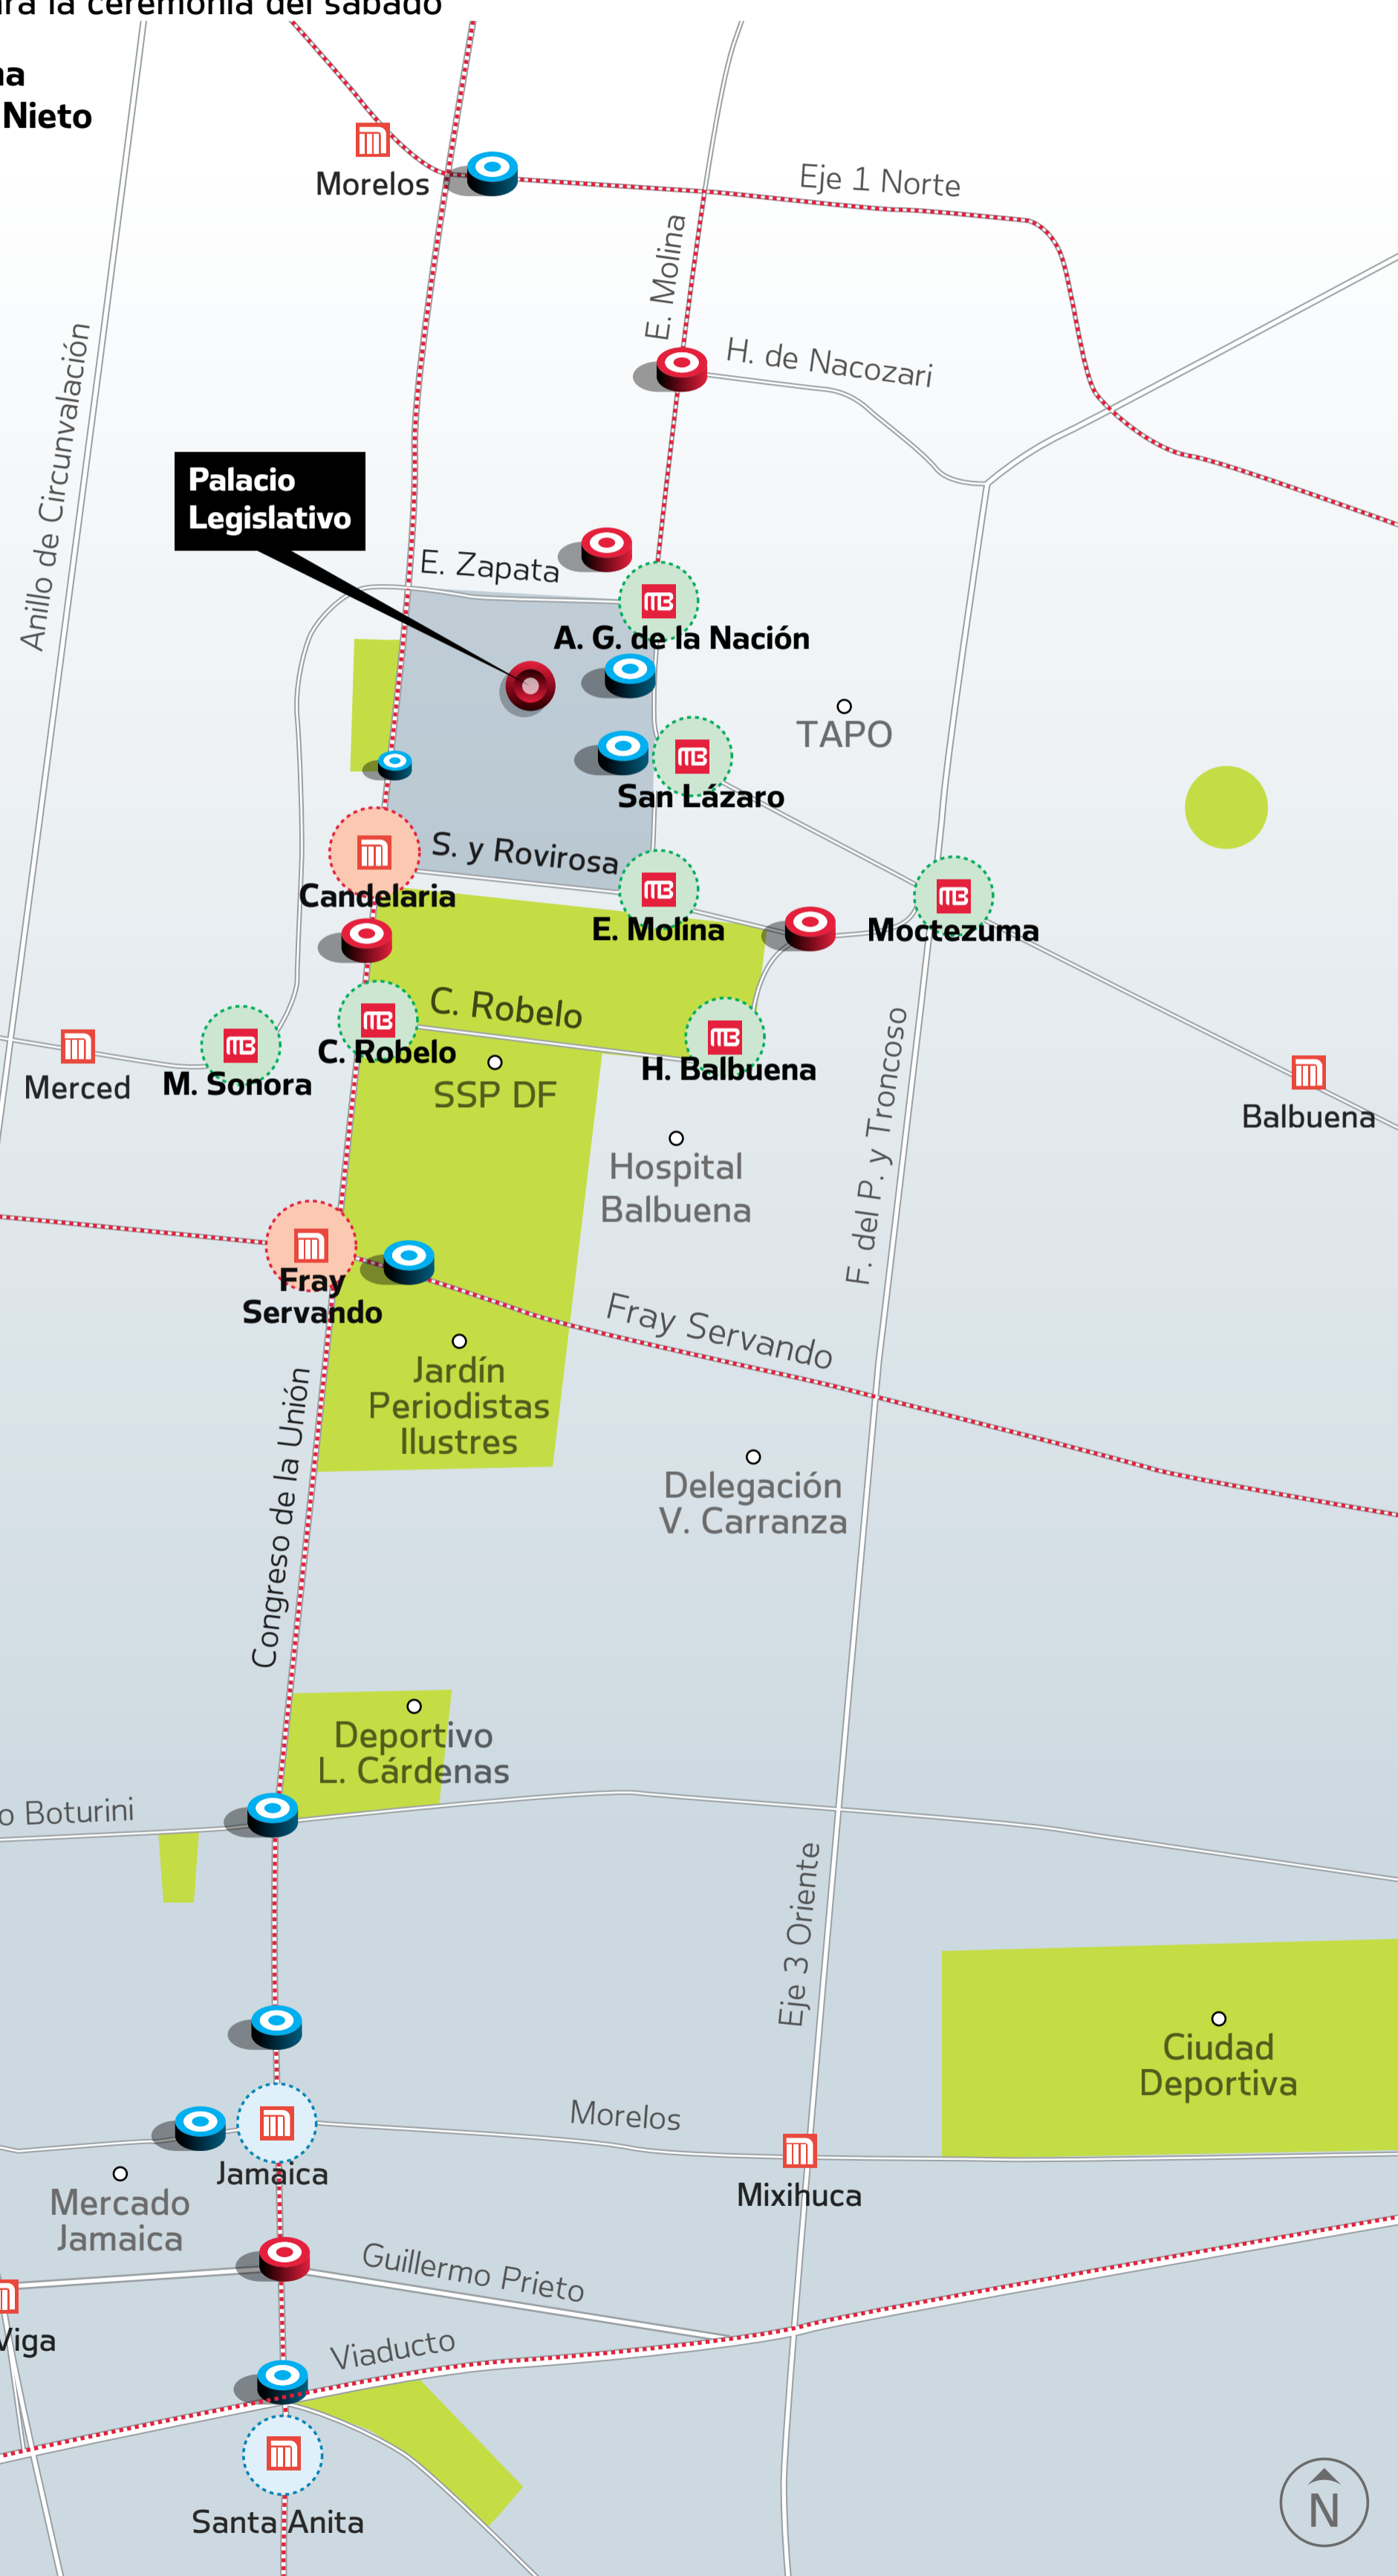 la ceremonia del sábado
Nieto
Morelos
Eje 1 Norte
E. Molina
H. de Nacozari
Anillo de Circunvalación
Palacio
Legislativo
E. Zapata
A. G. de la Nación
TAPO
San Lázaro
S. y Rovirosa
Candelaria
E. Molina
Moctezuma
C. Robelo
C. Robelo
H. Balbuena
Merced
M. Sonora
SSP DF
F. del P. y Troncoso
Balbuena
Hospital
Balbuena
Fray
Servando
Fray Servando
Jardín
Periodistas
Ilustres
Congreso de la Unión
Delegación
V. Carranza
Deportivo
L. Cárdenas
Boturini
Eje 3 Oriente
Ciudad
Deportiva
Morelos
Jamaica
Mixihuca
Mercado
Jamaica
Guillermo Prieto
Viga
Viaducto
Santa Anita
N